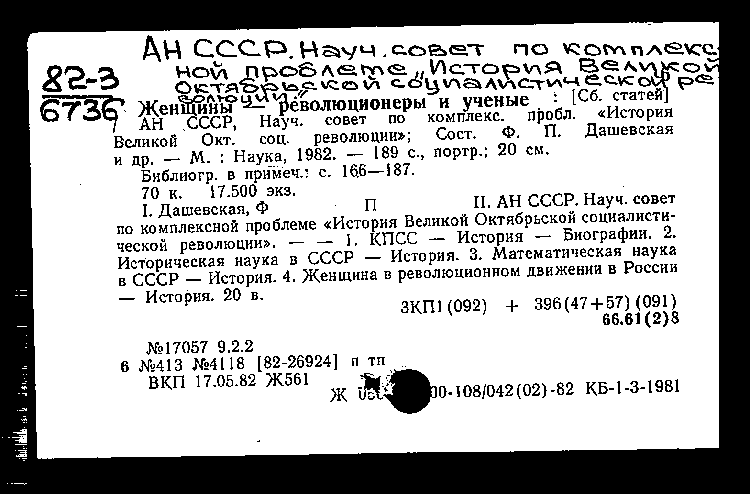 АН СССР. Науч. совет по комплекс
ной проблеме „История Великой
Октябрьской социалистической ре
волюции".
82-3
6736
Женщины — революционеры и ученые : [Сб. статей]
/ АН СССР, Науч. совет по комплекс. пробл. «История
Великой Окт. соц. революции»; Сост. Ф. П. Дашевская
и др. — М. : Наука, 1982. — 189 с., портр.; 20 см.
Библиогр. в примеч.: с. 166—187.
70 к. 17.500 экз.
I. Дашевская, Ф П II. АН СССР. Науч. совет
по комплексной проблеме «История Великой Октябрьской социалисти-
ческой революции». — — 1. КПСС — История — Биографии. 2.
Историческая наука в СССР — История. 3. Математическая наука
в СССР — История. 4. Женщина в революционном движении в России
— История. 20 в.
3КП1(092) + 396(47+57)(091)
66.61(2)8
№17057 9.2.2
6 №413 №4118 [82-26924] п тп
ВКП 17.05.82 Ж561
Ж 00-108/042(02)-82 КБ-1-3-1981